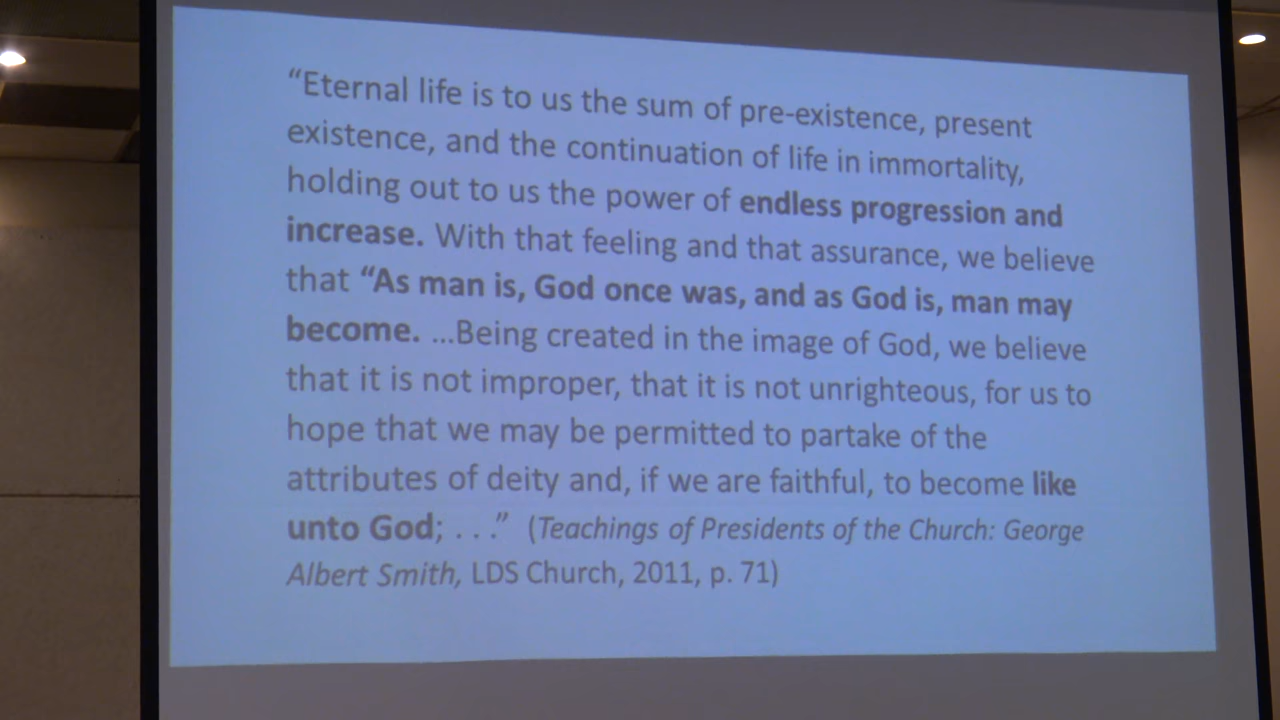 “Eternal life is to us the sum of pre-existence, present
existence, and the continuation of life in immortality,
holding out to us the power of endless progression and
increase. With that feeling and that assurance, we believe
that “As man is, God once was, and as God is, man may
become. ...Being created in the image of God, we believe
that it is not improper, that it is not unrighteous, for us to
hope that we may be permitted to partake of the
attributes of deity and, if we are faithful, to become like
unto God; . . .” (Teachings of Presidents of the Church: George
Albert Smith, LDS Church, 2011, p. 71)